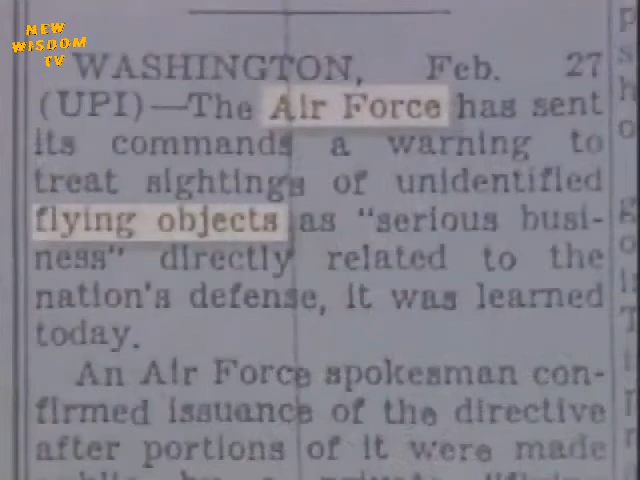 NEW
WISDOM
TV
WASHINGTON, Feb. 27
(UPI)—The Air Force has sent
its commands a warning to
treat sightings of unidentified
flying objects as "serious busi-
ness" directly related to the
nation's defense, it was learned
today.
An Air Force spokesman con-
firmed issuance of the directive
after portions of it were made